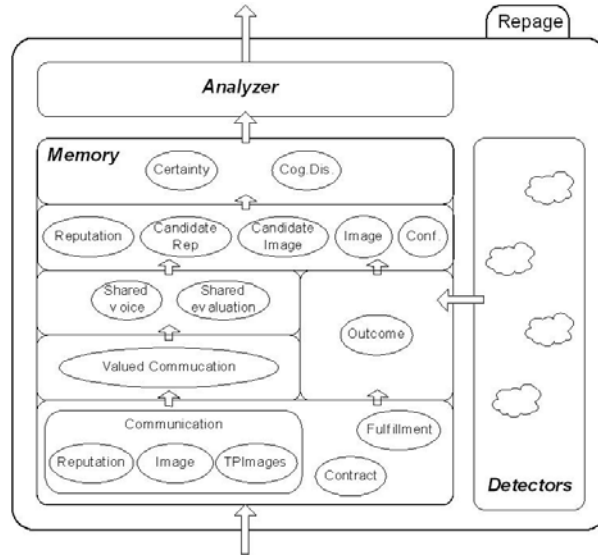 Repage
Analyzer
Memory
Certainty
Cog.Dis.
Reputation
Candidate
Rep
Candidate
Image
Image
Conf.
Shared
voice
Shared
evaluation
Outcome
Valued Commucation
Communication
Reputation
Image
TPImages
Fulfillment
Contract
Detectors